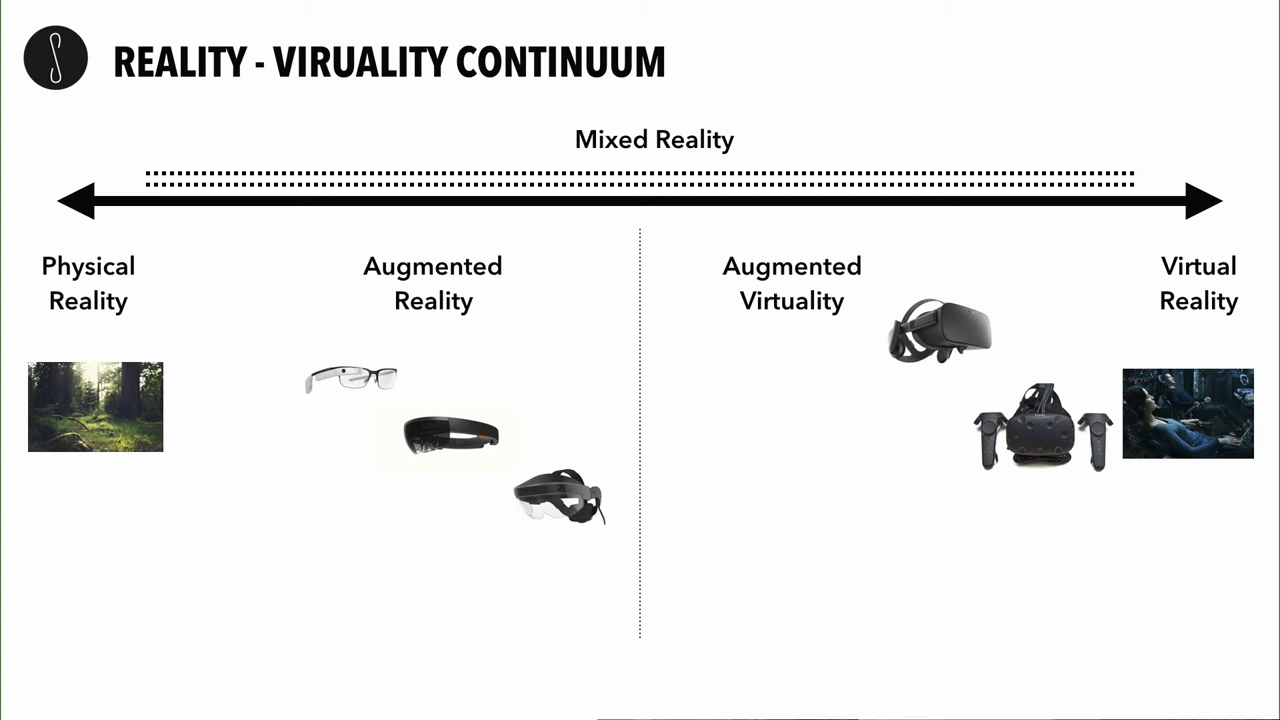 REALITY - VIRUALITY CONTINUUM
Mixed Reality
Physical
Reality
Augmented
Reality
Augmented
Virtuality
Virtual
Reality